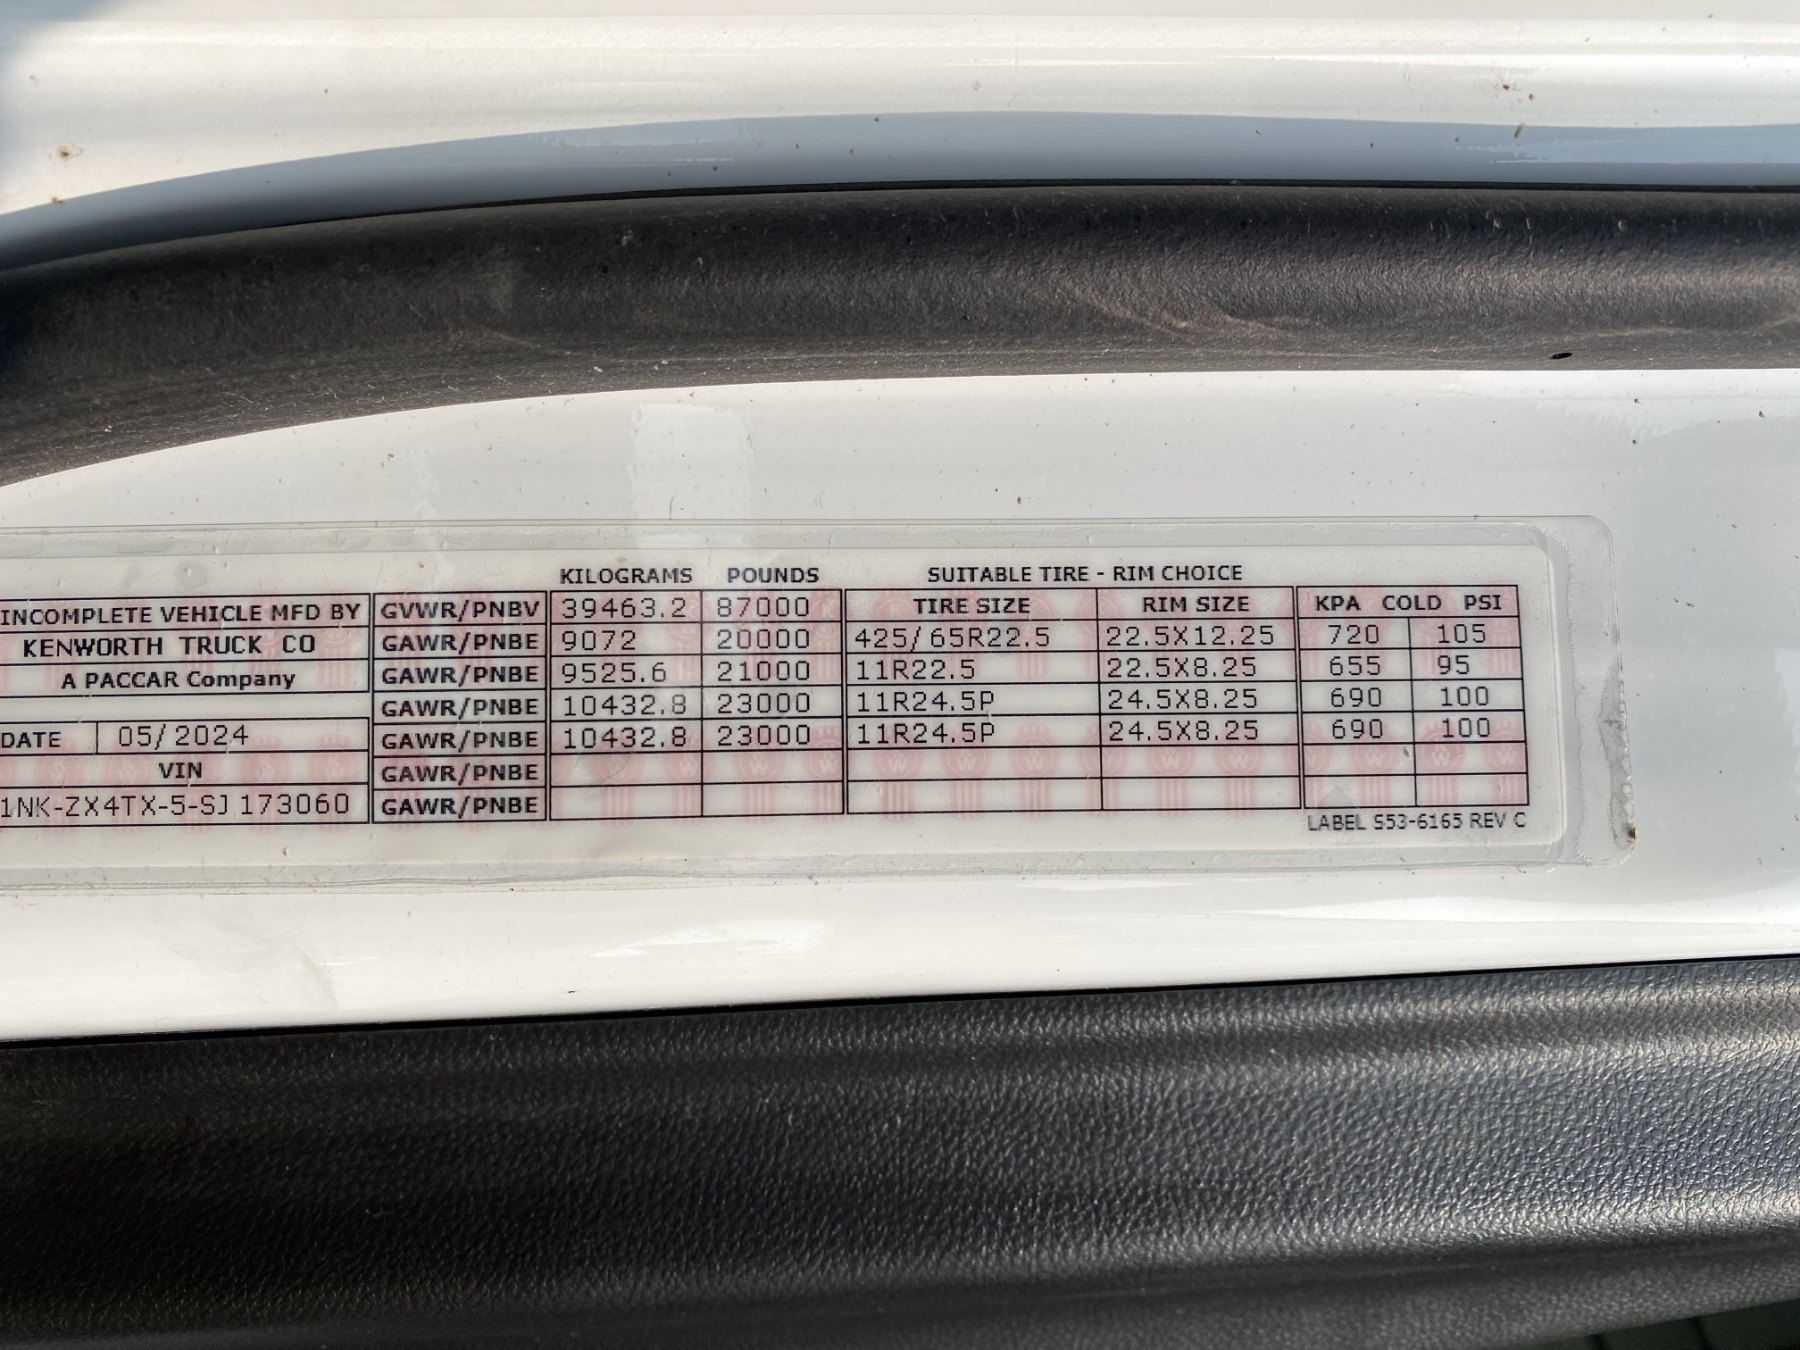 KILOGRAMS POUNDS SUITABLE TIRE - RIM CHOICE
INCOMPLETE VEHICLE MFD BY GVWR/PNBV 39463.2 87000 TIRE SIZE RIM SIZE KPA COLD PSI
KENWORTH TRUCK CO GAWR/PNBE 9072 20000 425/65R22.5 22.5X12.25 720 105
A PACCAR Company GAWR/PNBE 9525.6 21000 11R22.5 22.5X8.25 655 95
GAWR/PNBE 10432.8 23000 11R24.5P 24.5X8.25 690 100
DATE 05/2024 GAWR/PNBE 10432.8 23000 11R24.5P 24.5X8.25 690 100
VIN GAWR/PNBE
1NK-ZX4TX-5-SJ173060 GAWR/PNBE
LABEL S53-6165 REV C